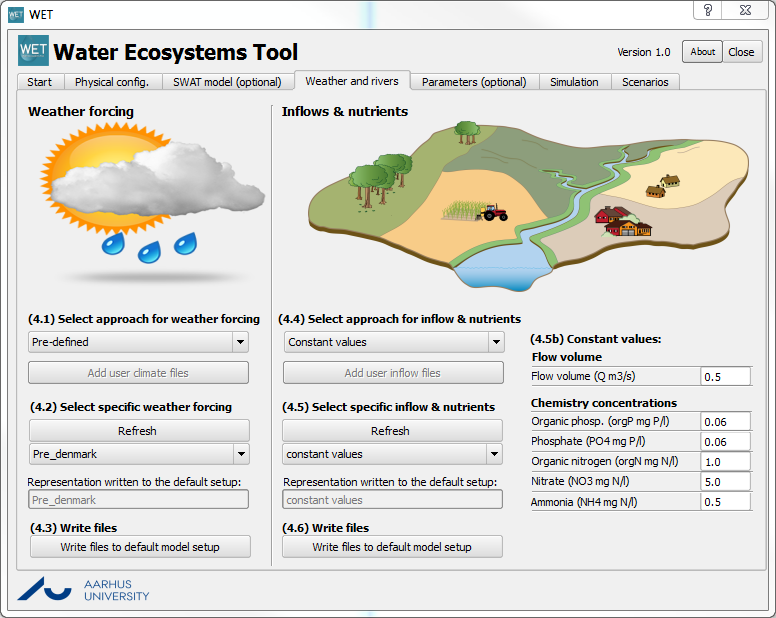 WET
WET
Water Ecosystems Tool
Version 1.0
About
Close
Start
Physical config.
SWAT model (optional)
Weather and rivers
Parameters (optional)
Simulation
Scenarios
Weather forcing
(4.1) Select approach for weather forcing
Pre-defined
Add user climate files
(4.2) Select specific weather forcing
Refresh
Pre_denmark
Representation written to the default setup:
Pre_denmark
(4.3) Write files
Write files to default model setup
Inflows & nutrients
(4.4) Select approach for inflow & nutrients
Constant values
Add user inflow files
(4.5) Select specific inflow & nutrients
Refresh
constant values
Representation written to the default setup:
constant values
(4.6) Write files
Write files to default model setup
(4.5b) Constant values:
Flow volume
Flow volume (Q m3/s) 0.5
Chemistry concentrations
Organic phosp. (orgP mg P/l) 0.06
Phosphate (PO4 mg P/l) 0.06
Organic nitrogen (orgN mg N/l) 1.0
Nitrate (NO3 mg N/l) 5.0
Ammonia (NH4 mg N/l) 0.5
AARHUS
UNIVERSITY